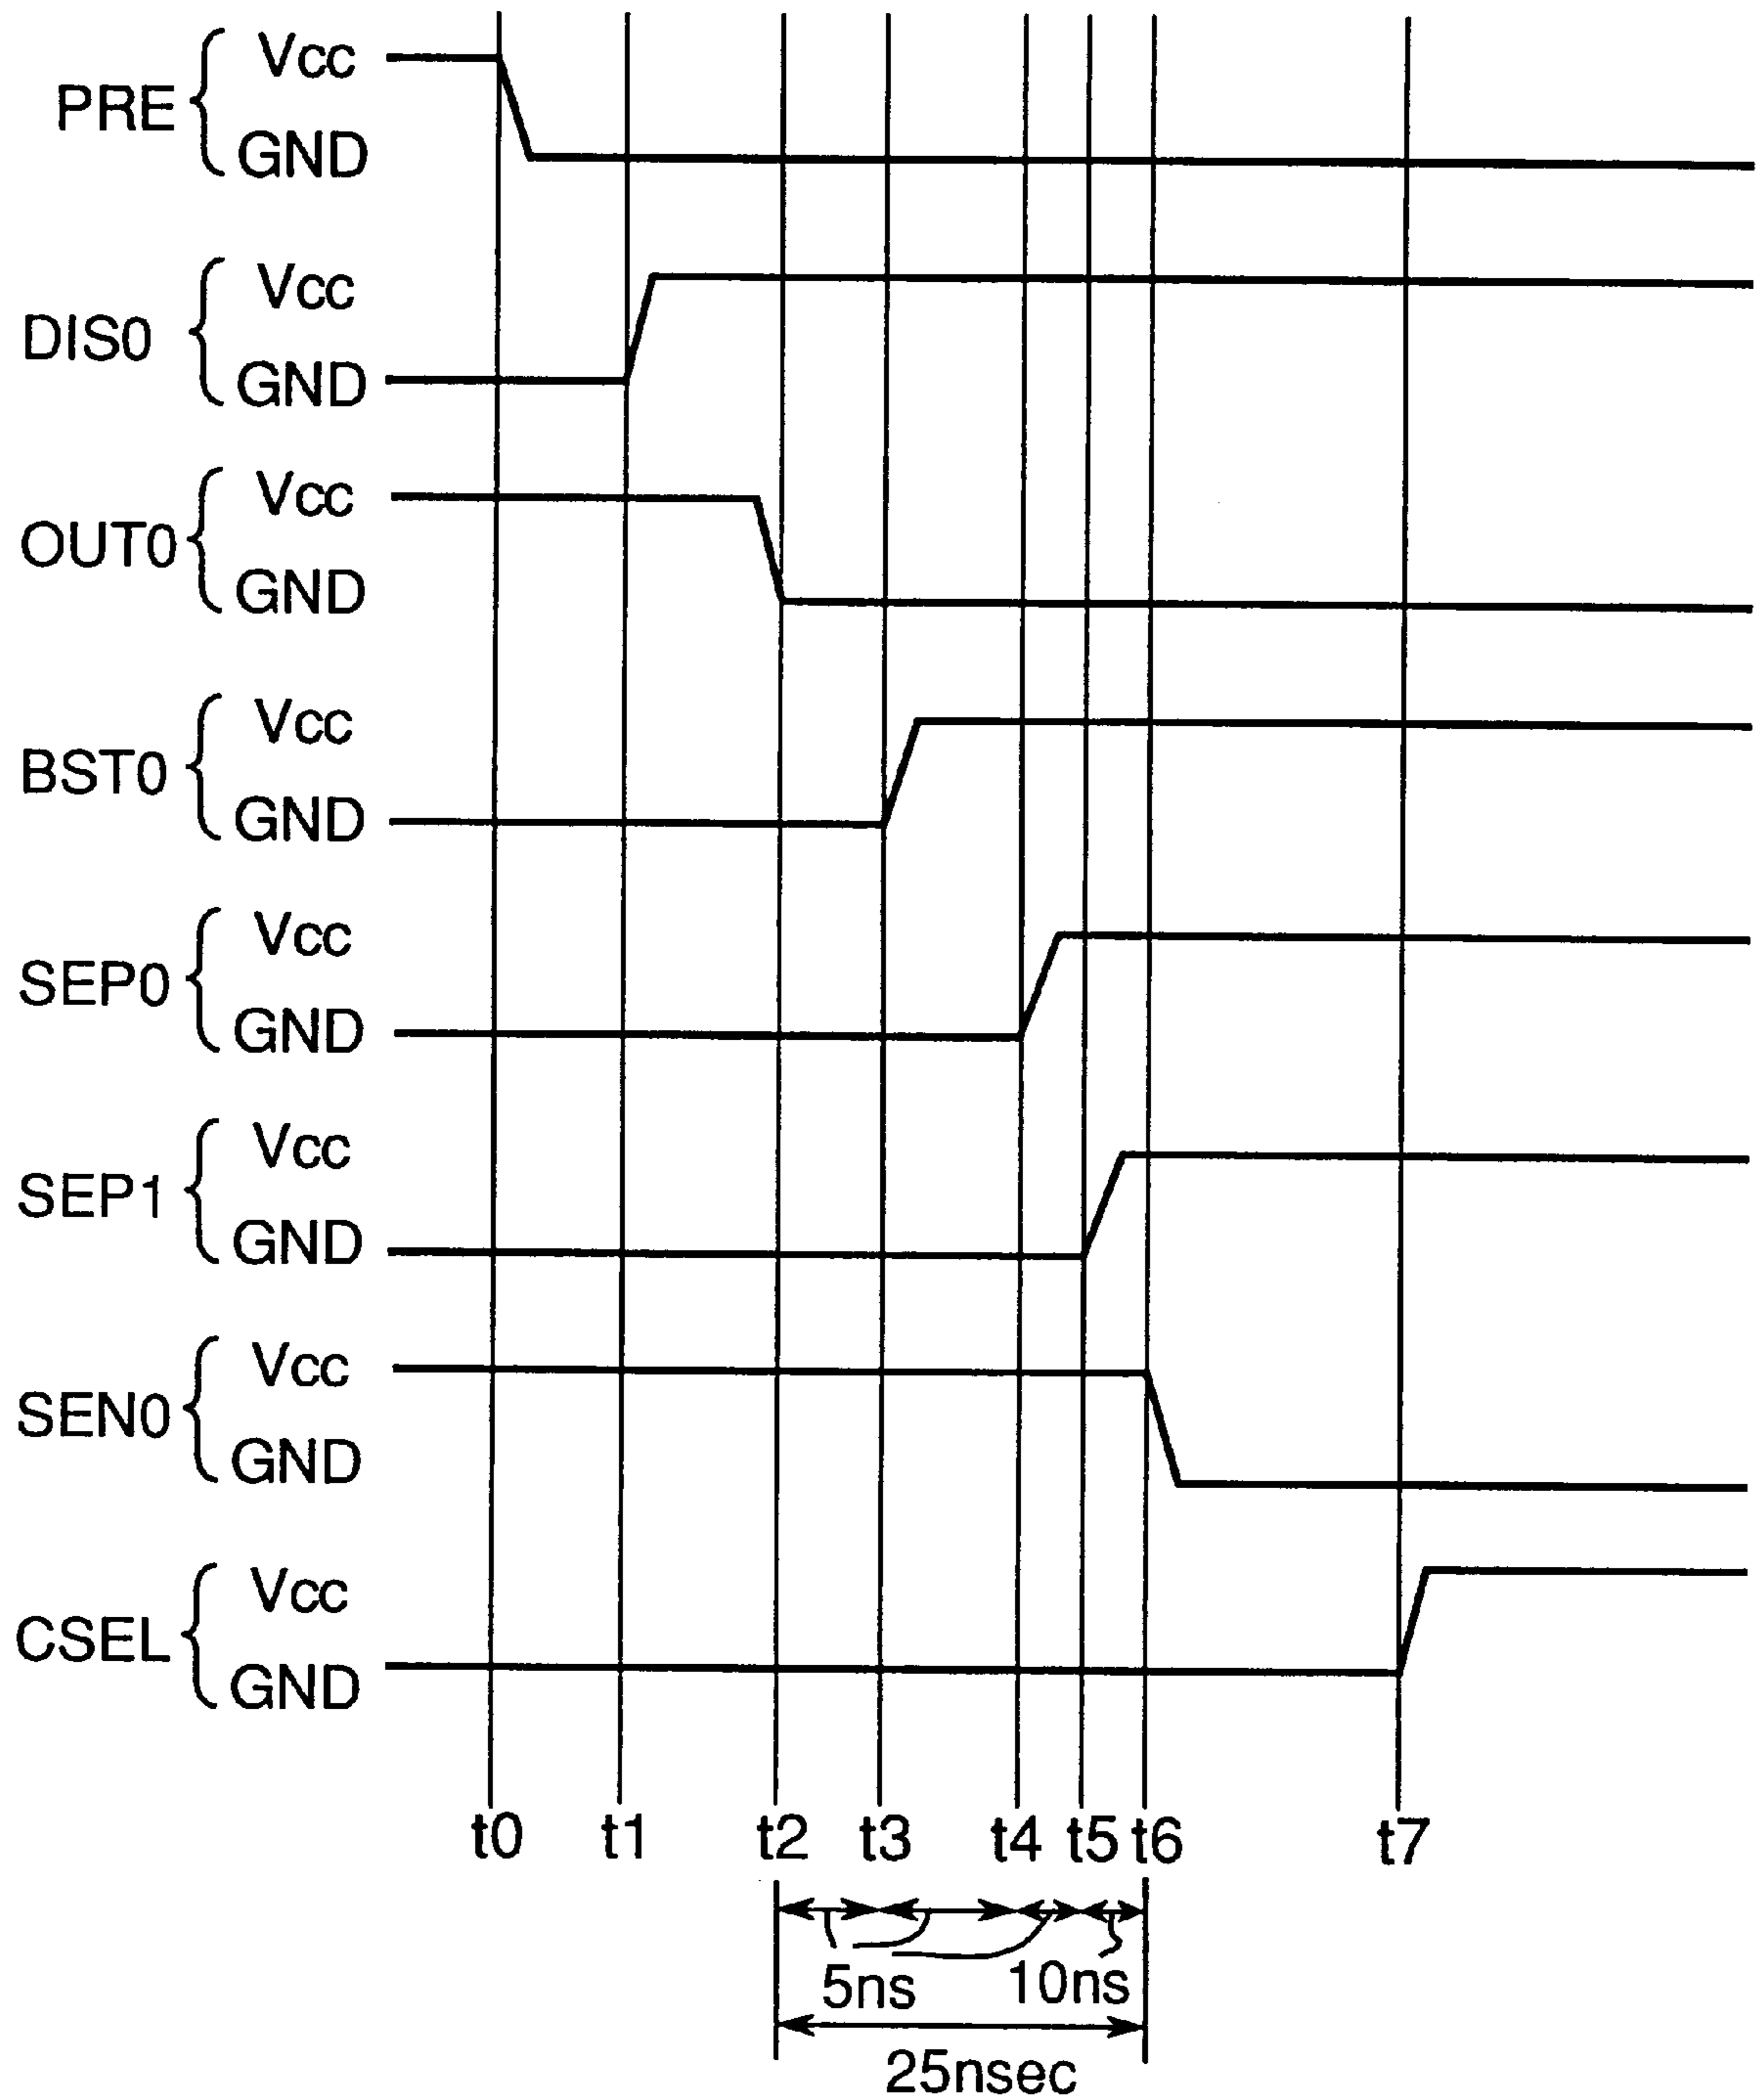 PRE
Vcc
GND
DIS0
Vcc
GND
OUT0
Vcc
GND
BST0
Vcc
GND
SEP0
Vcc
GND
SEP1
Vcc
GND
SEN0
Vcc
GND
CSEL
Vcc
GND
t0 t1 t2 t3 t4 t5 t6 t7
5ns 10ns
25nsec